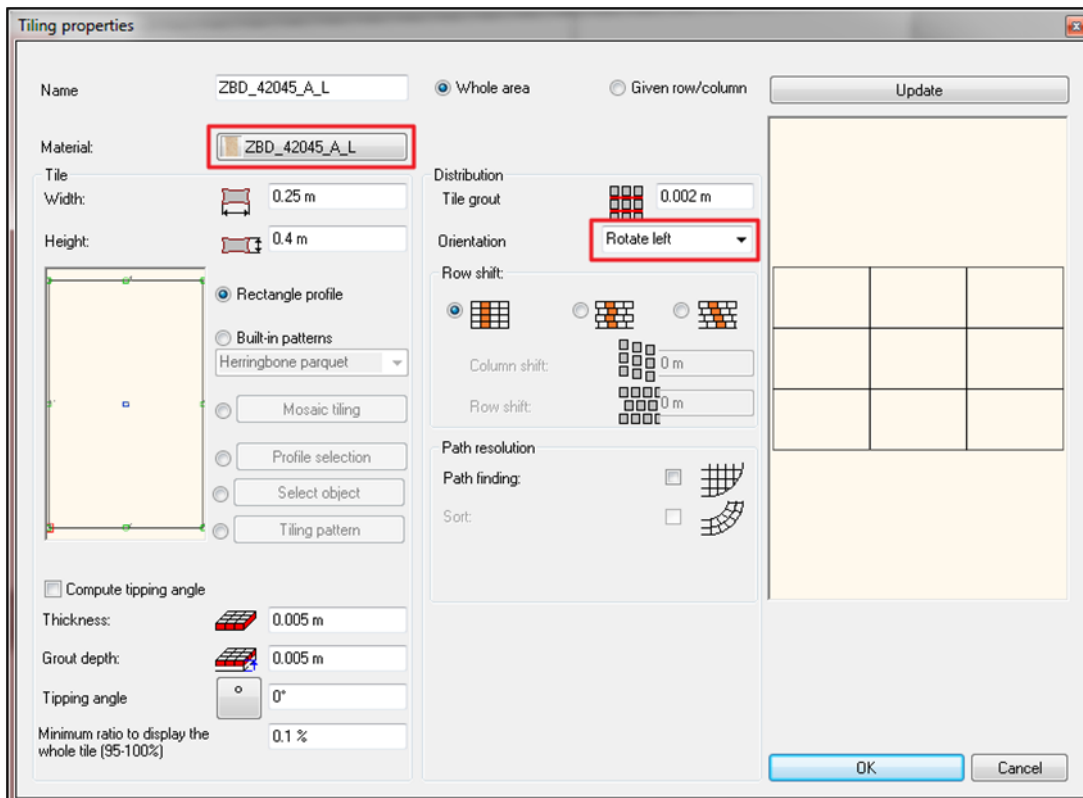 Tiling properties
Name
ZBD_42045_A_L
Whole area
Given row/column
Update
Material:
ZBD_42045_A_L
Tile
Width:
0.25 m
Height:
0.4 m
Rectangle profile
Built-in patterns
Herringbone parquet
Mosaic tiling
Profile selection
Select object
Tiling pattern
Compute tipping angle
Thickness:
0.005 m
Grout depth:
0.005 m
Tipping angle
0°
Minimum ratio to display the
whole tile (95-100%)
0.1 %
Distribution
Tile grout
0.002 m
Orientation
Rotate left
Row shift:
Column shift:
0 m
Row shift:
0 m
Path resolution
Path finding:
Sort:
OK
Cancel